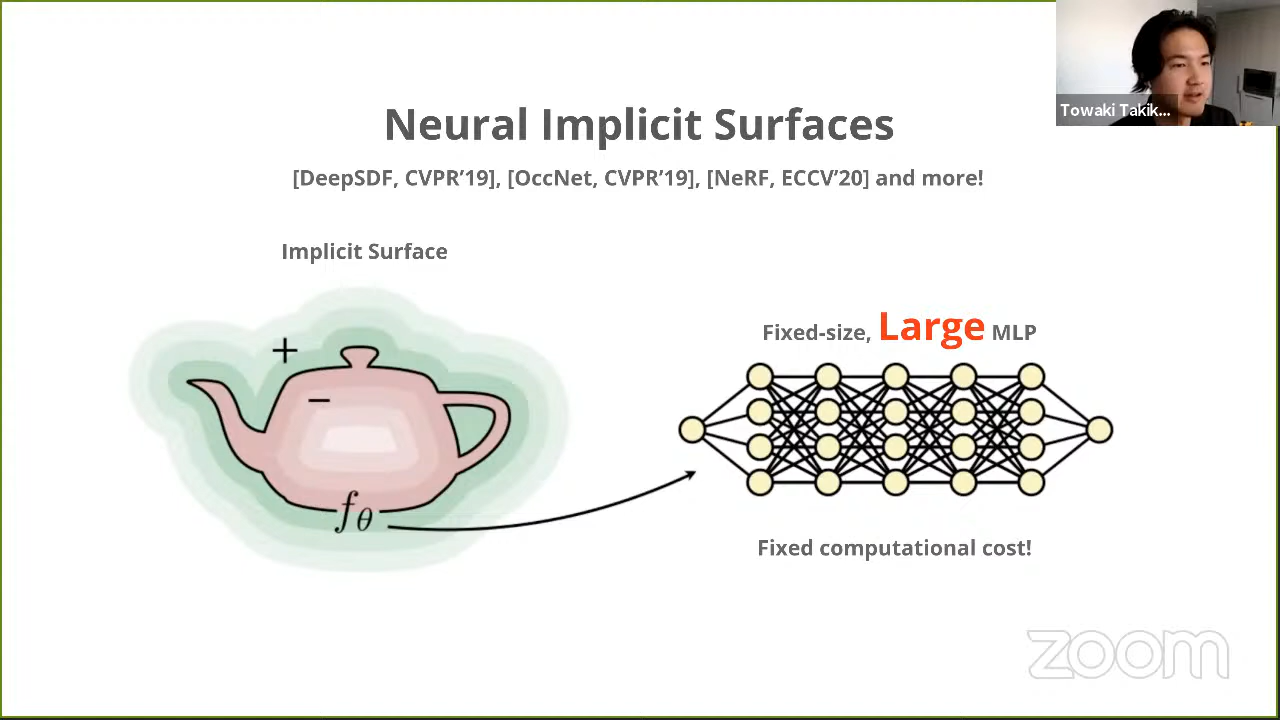 Towaki Takik...
Neural Implicit Surfaces
[DeepSDF, CVPR’19], [OccNet, CVPR’19], [NeRF, ECCV’20] and more!
Implicit Surface
Fixed-size, Large MLP
+
−
fθ
Fixed computational cost!
zoom